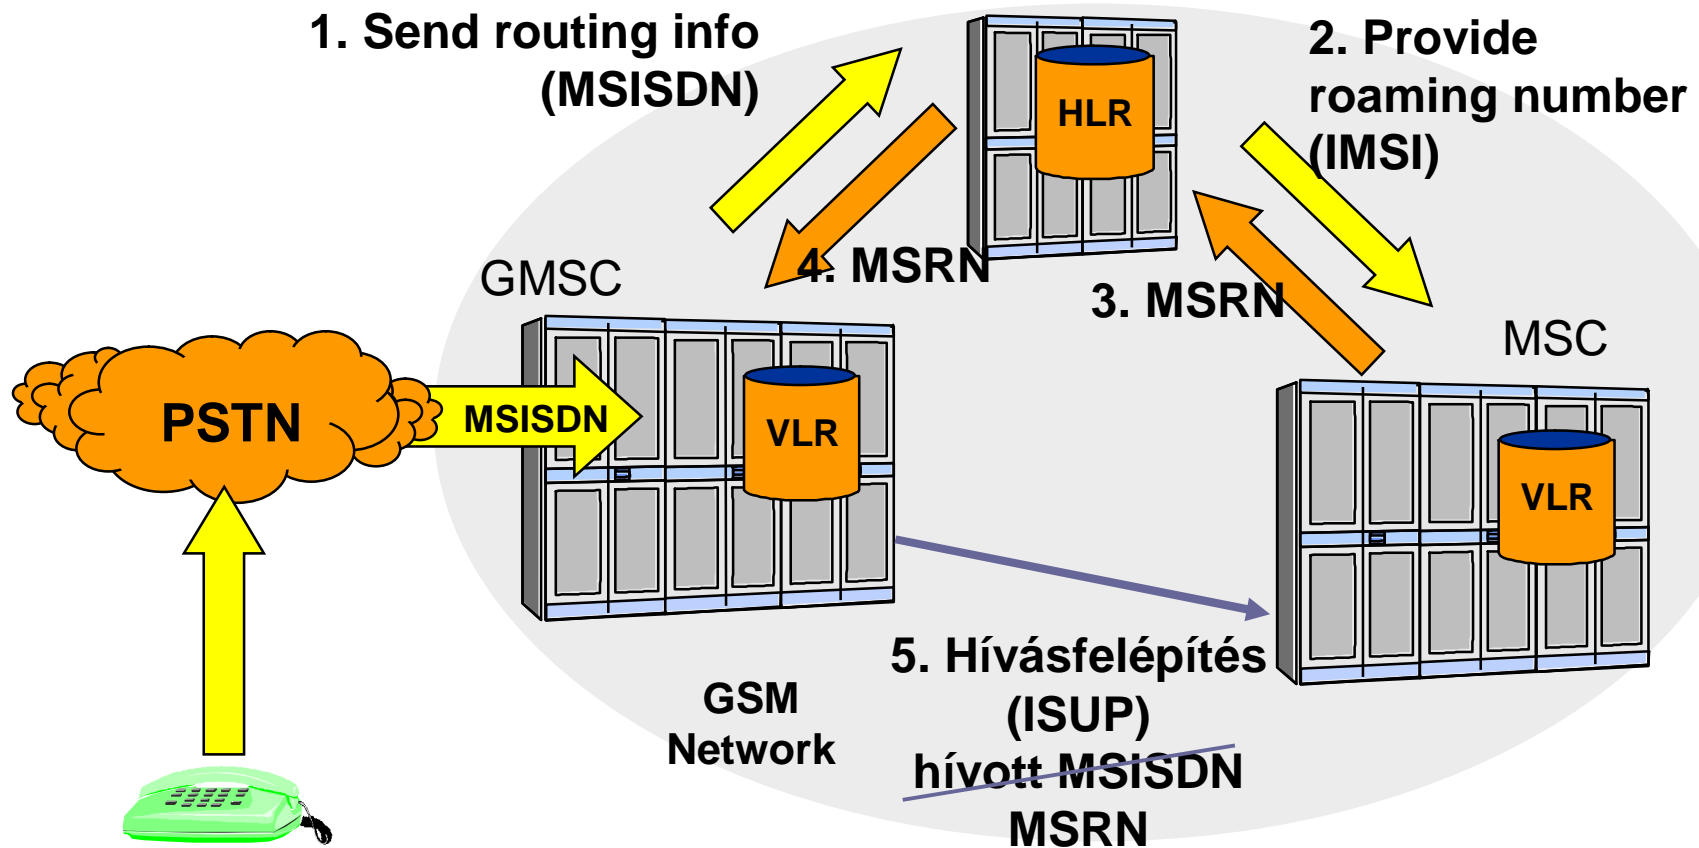 1. Send routing info
(MSISDN)
2. Provide
roaming number
(IMSI)
HLR
4. MSRN
3. MSRN
GMSC
MSC
PSTN
MSISDN
VLR
VLR
5. Hívásfelépítés
(ISUP)
hívott MSISDN
MSRN
GSM
Network